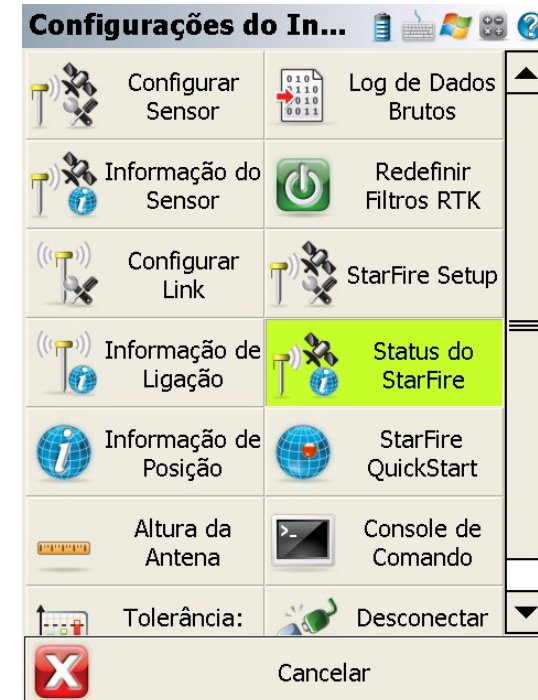 Configurações do In...
Configurar
Sensor
Log de Dados
Brutos
Informação do
Sensor
Redefinir
Filtros RTK
Configurar
Link
StarFire Setup
Informação de
Ligação
Status do
StarFire
Informação de
Posição
StarFire
QuickStart
Altura da
Antena
Console de
Comando
Tolerância:
Desconectar
Cancelar